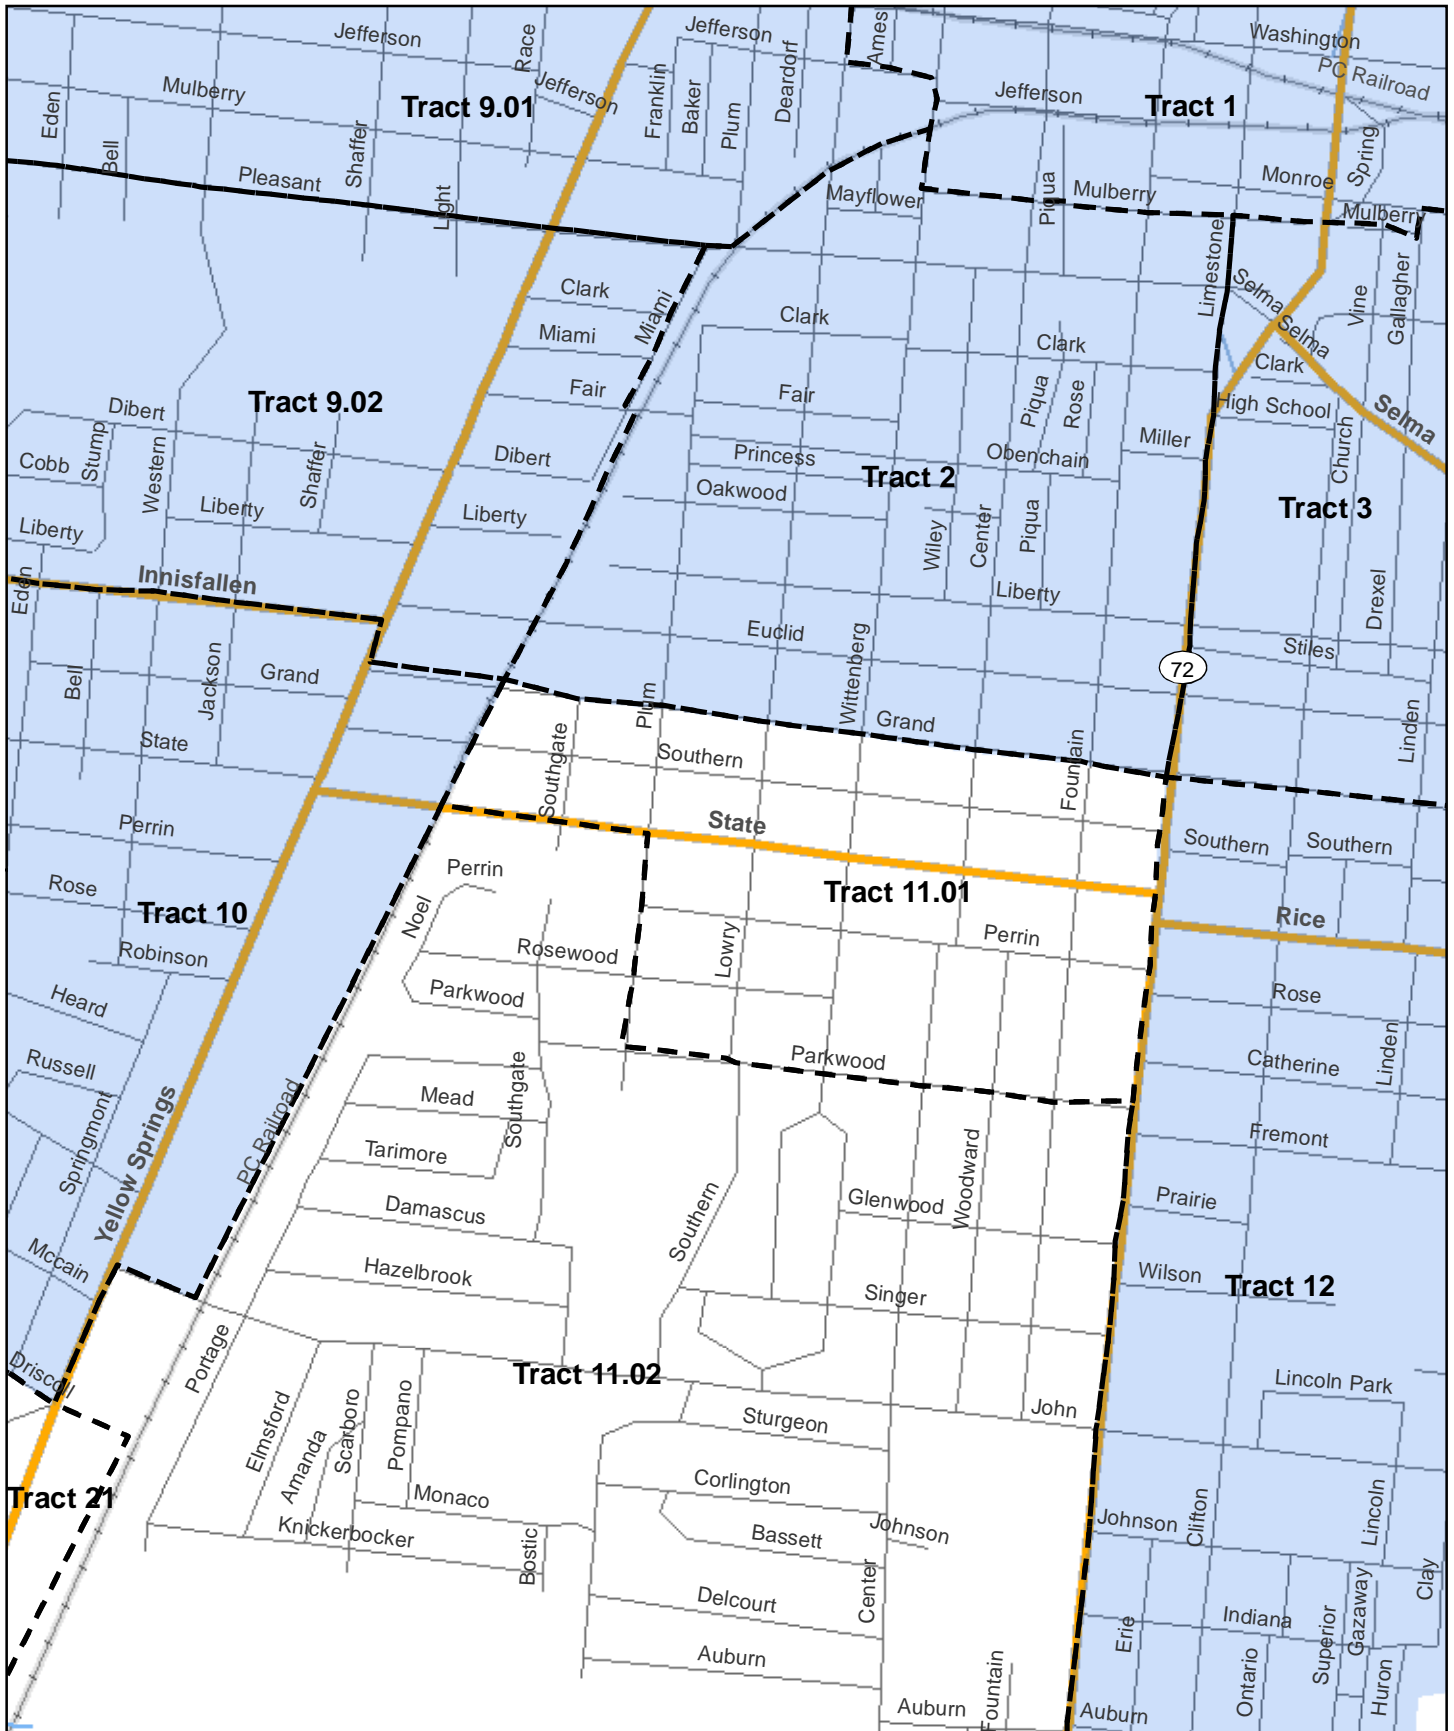 Jefferson
Race
Jefferson
Ames
Washington
PC Railroad
Eden
Bell
Mulberry
Shaffer
Tract 9.01
Jefferson
Franklin
Baker
Plum
Deardorf
Jefferson
Tract 1
Spring
Pleasant
Light
Mayflower
Piqua
Mulberry
Monroe
Mulberry
Clark
Miami
Miami
Fair
Clark
Clark
Limestone
Selma
Selma
Vine
Gallagher
Clark
High School
Selma
Tract 9.02
Dibert
Cobb
Stump
Western
Shaffer
Liberty
Liberty
Dibert
Liberty
Fair
Princess
Oakwood
Tract 2
Piqua
Rose
Obenchain
Miller
Church
Tract 3
Wiley
Center
Piqua
Liberty
Drexel
Innisfallen
Eden
Euclid
Stiles
72
Bell
Jackson
Grand
State
Wittenberg
Plum
Grand
Linden
Southgate
Southern
Fountain
State
Southern
Southern
Perrin
Rose
Tract 10
Robinson
Perrin
Noel
Tract 11.01
Rosewood
Lowry
Perrin
Rice
Parkwood
Heard
Rose
Russell
Springmont
Yellow Springs
PC Railroad
Parkwood
Catherine
Linden
Mead
Southgate
Fremont
Tarimore
Woodward
Damascus
Southern
Glenwood
Prairie
Mccain
Hazelbrook
Singer
Wilson
Tract 12
Driscoll
Portage
Tract 11.02
Lincoln Park
Elmsford
Amanda
Scarboro
Pompano
Sturgeon
John
Tract 21
Monaco
Corlington
Knickerbocker
Bostic
Bassett
Johnson
Johnson
Clifton
Lincoln
Delcourt
Center
Clay
Gazaway
Superior
Indiana
Erie
Auburn
Ontario
Huron
Fountain
Auburn
Auburn